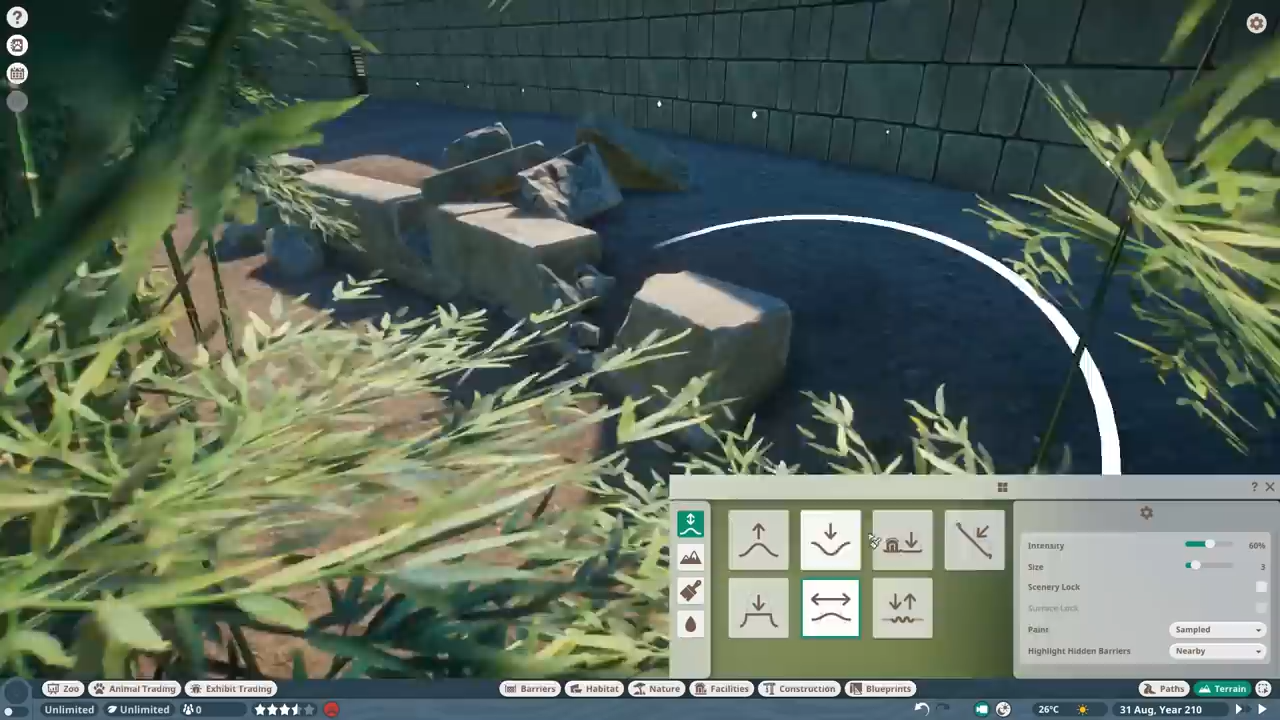 ?
? ×
Intensity 60%
Size 3
Scenery Lock
Surface Lock
Paint Sampled
Highlight Hidden Barriers Nearby
Zoo Animal Trading Exhibit Trading Barriers Habitat Nature Facilities Construction Blueprints Paths Terrain
Unlimited Unlimited 0 26°C 31 Aug, Year 210